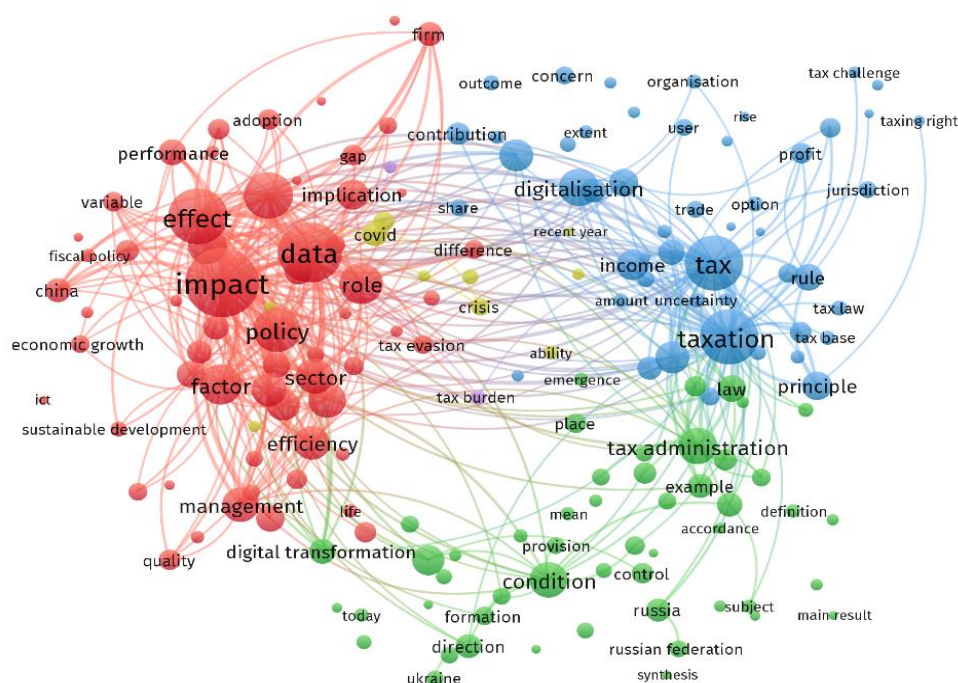 firm
tax challenge
concern
outcome
organisation
adoption
rise
taxing right
contribution
extent
user
performance
gap
profit
implication
digitalisation
jurisdiction
variable
effect
share
trade
option
covid
recent year
fiscal policy
data
difference
income
tax
rule
china
impact
role
amount
uncertainty
crisis
tax law
policy
taxation
tax base
economic growth
tax evasion
ability
factor
sector
emergence
law
principle
ict
tax burden
sustainable development
place
efficiency
tax administration
example
management
life
mean
definition
accordance
digital transformation
provision
quality
condition
control
today
formation
russia
subject
main result
direction
russian federation
ukraine
synthesis